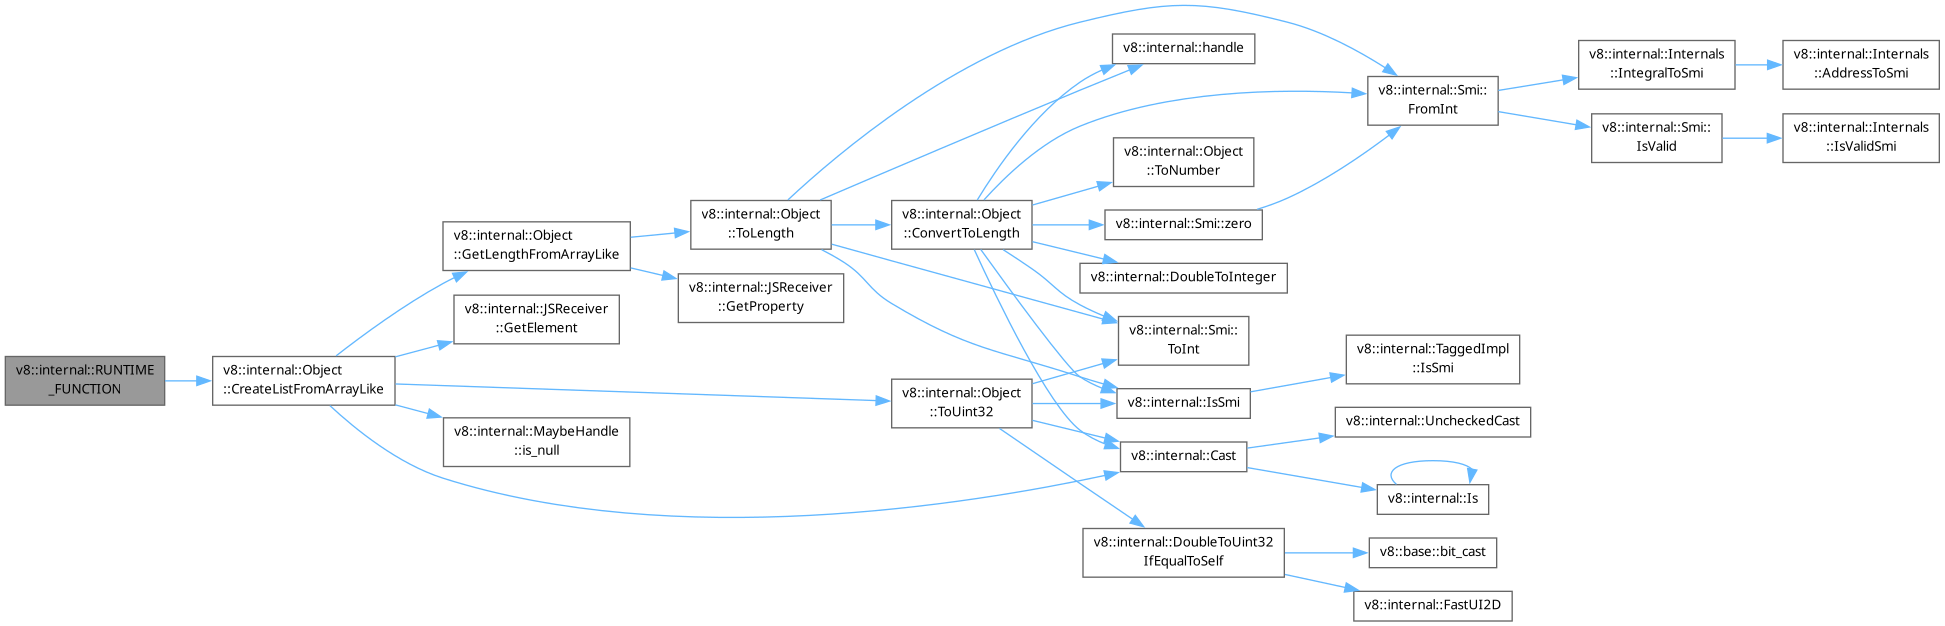 v8::internal::RUNTIME
_FUNCTION
v8::internal::Object
::CreateListFromArrayLike
v8::internal::Object
::GetLengthFromArrayLike
v8::internal::JSReceiver
::GetElement
v8::internal::MaybeHandle
::is_null
v8::internal::Object
::ToLength
v8::internal::JSReceiver
::GetProperty
v8::internal::Object
::ConvertToLength
v8::internal::Object
::ToUint32
v8::internal::handle
v8::internal::Object
::ToNumber
v8::internal::Smi::zero
v8::internal::DoubleToInteger
v8::internal::Smi::
ToInt
v8::internal::IsSmi
v8::internal::Cast
v8::internal::DoubleToUint32
IfEqualToSelf
v8::internal::Smi::
FromInt
v8::internal::TaggedImpl
::IsSmi
v8::internal::UncheckedCast
v8::internal::Is
v8::base::bit_cast
v8::internal::FastUI2D
v8::internal::Internals
::IntegralToSmi
v8::internal::Smi::
IsValid
v8::internal::Internals
::AddressToSmi
v8::internal::Internals
::IsValidSmi